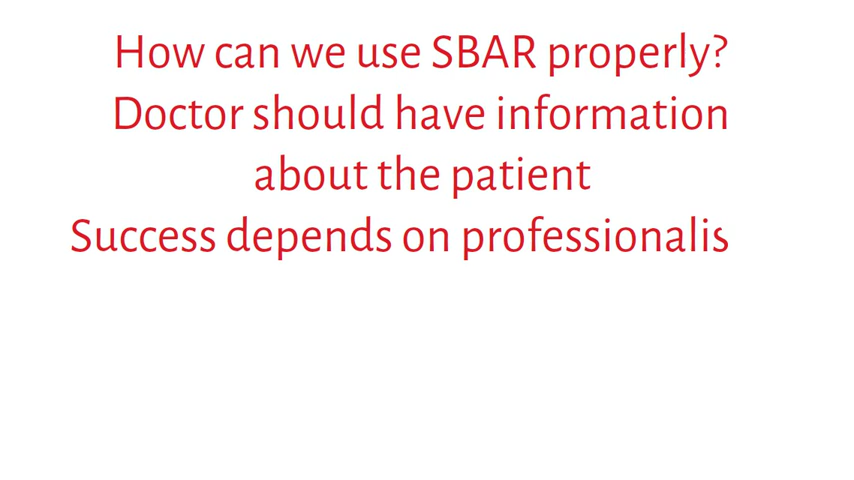 How can we use SBAR properly?
Doctor should have information
about the patient
Success depends on professionalis